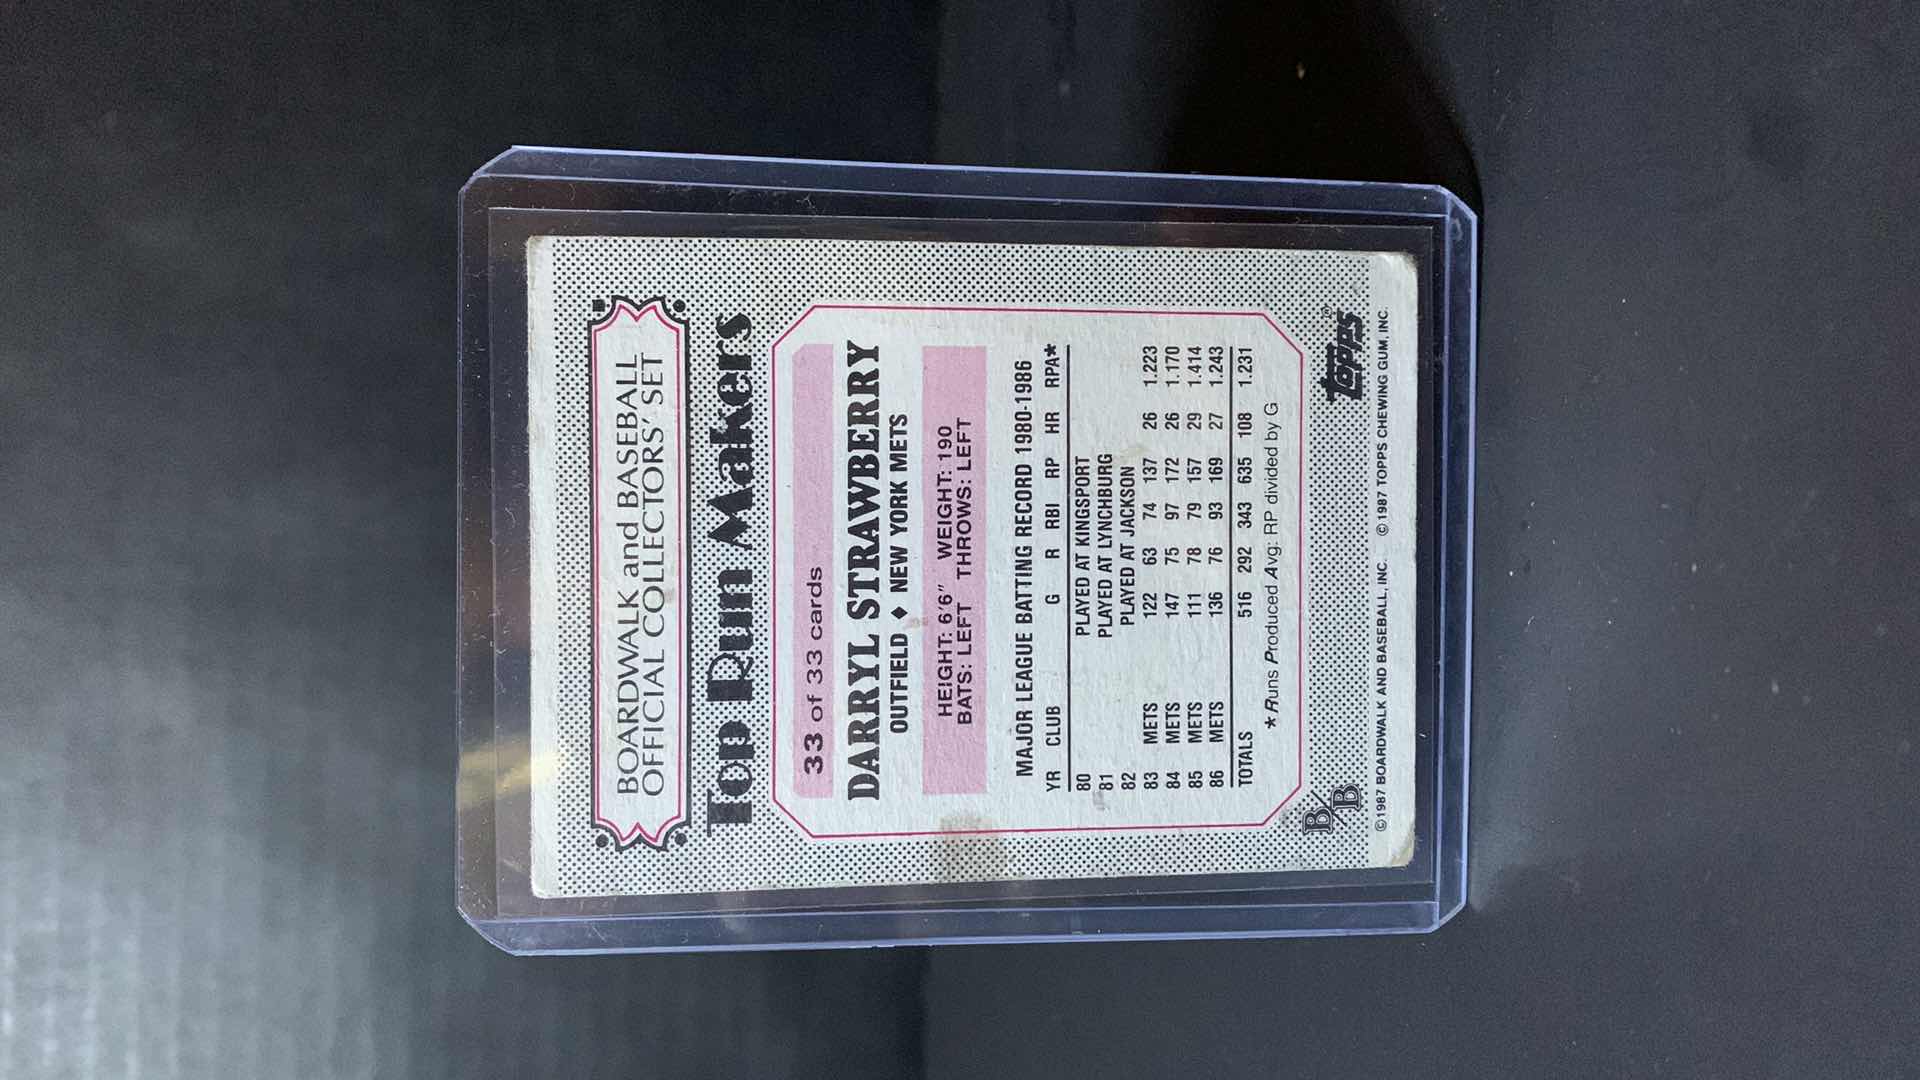 BOARDWALK and BASEBALL
OFFICIAL COLLECTORS' SET
Top Run Makers
33 of 33 cards
DARRYL STRAWBERRY
OUTFIELD ♦ NEW YORK METS
HEIGHT: 6'6" WEIGHT: 190
BATS: LEFT THROWS: LEFT
MAJOR LEAGUE BATTING RECORD 1980-1986
YR CLUB G R RBI RP HR RPA★
80 PLAYED AT KINGSPORT
81 PLAYED AT LYNCHBURG
82 PLAYED AT JACKSON
83 METS 122 63 74 137 26 1.223
84 METS 147 75 97 172 26 1.170
85 METS 111 78 79 157 29 1.414
86 METS 136 76 93 169 27 1.243
TOTALS 516 292 343 635 108 1.231
★Runs Produced Avg: RP divided by G
B/B TOPPS®
©1987 BOARDWALK AND BASEBALL, INC. ©1987 TOPPS CHEWING GUM, INC.